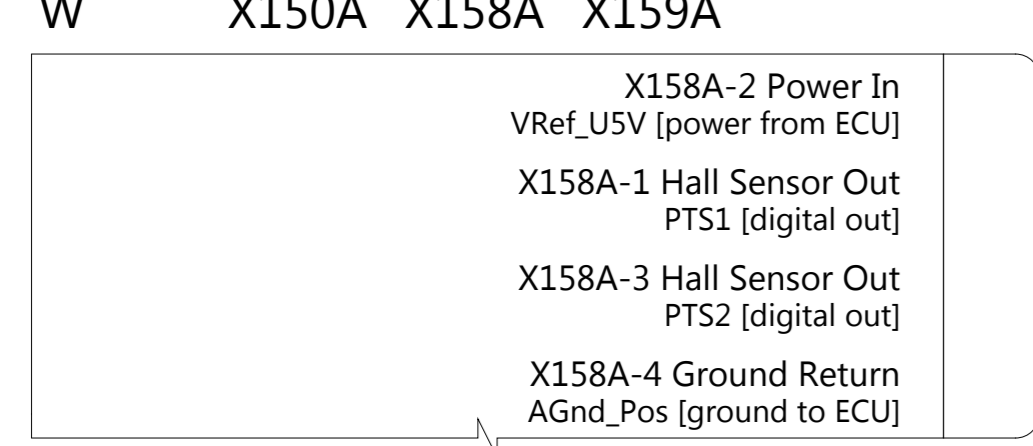 W X150A X158A X159A
X158A-2 Power In
VRef_U5V [power from ECU]
X158A-1 Hall Sensor Out
PTS1 [digital out]
X158A-3 Hall Sensor Out
PTS2 [digital out]
X158A-4 Ground Return
AGnd_Pos [ground to ECU]